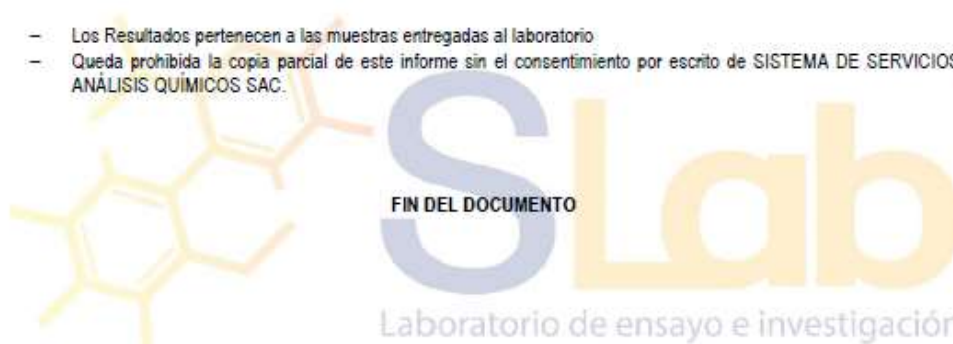 – Los Resultados pertenecen a las muestras entregadas al laboratorio
– Queda prohibida la copia parcial de este informe sin el consentimiento por escrito de SISTEMA DE SERVICIOS
ANÁLISIS QUÍMICOS SAC.
FIN DEL DOCUMENTO
SLab
Laboratorio de ensayo e investigación